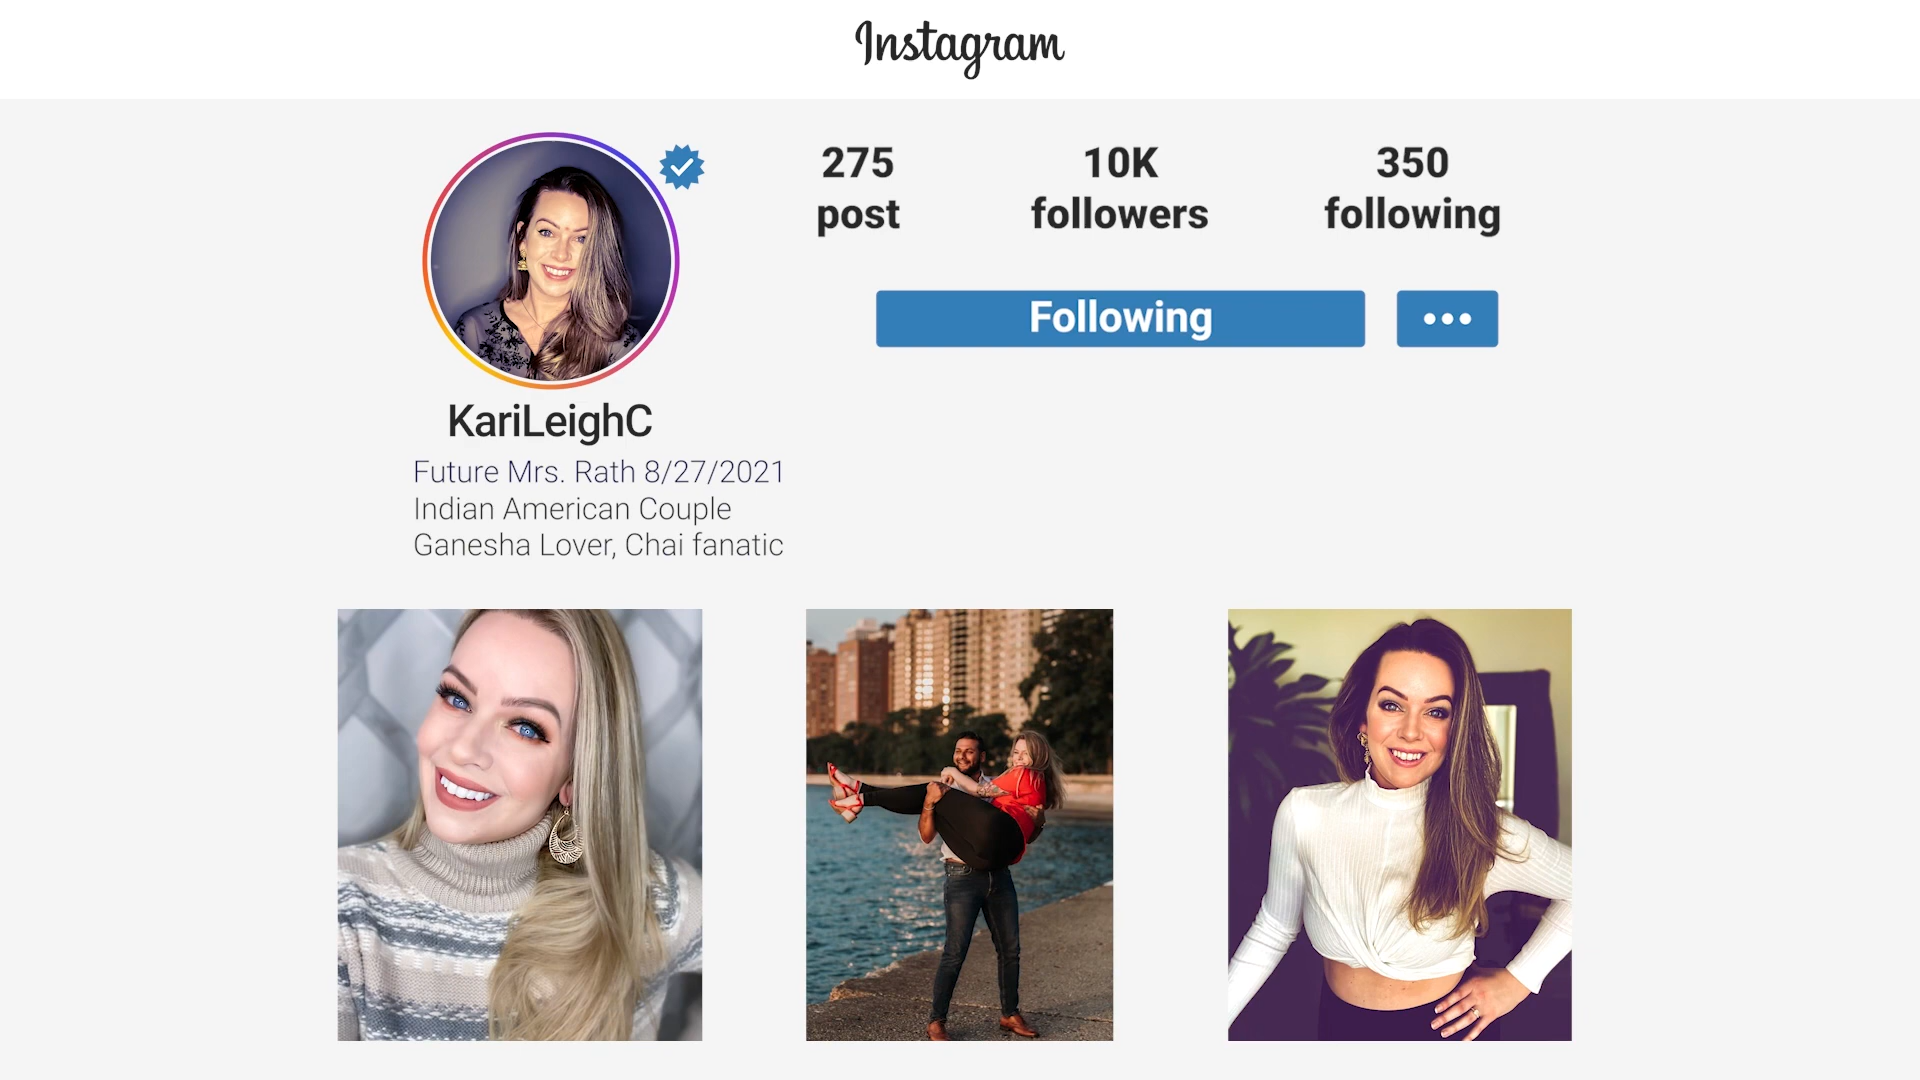 Instagram
275
post
10K
followers
350
following
Following
KariLeighC
Future Mrs. Rath 8/27/2021
Indian American Couple
Ganesha Lover, Chai fanatic